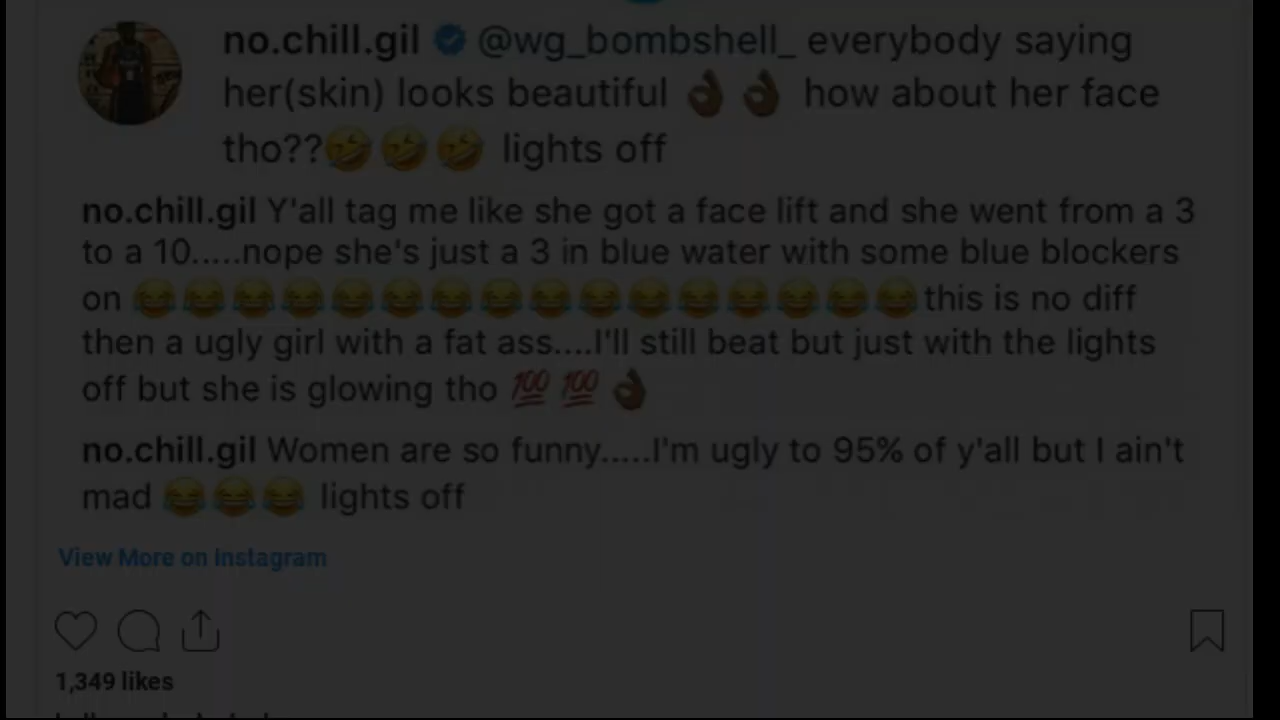 no.chill.gil @wg_bombshell_ everybody saying
her(skin) looks beautiful 👌🏾👌🏾 how about her face
tho??🤣🤣🤣 lights off
no.chill.gil Y'all tag me like she got a face lift and she went from a 3
to a 10.....nope she's just a 3 in blue water with some blue blockers
on 😂😂😂😂😂😂😂😂😂😂😂😂😂😂😂😂this is no diff
then a ugly girl with a fat ass....I'll still beat but just with the lights
off but she is glowing tho 💯💯👌🏾
no.chill.gil Women are so funny.....I'm ugly to 95% of y'all but I ain't
mad 😂😂😂 lights off
View More on Instagram
1,349 likes